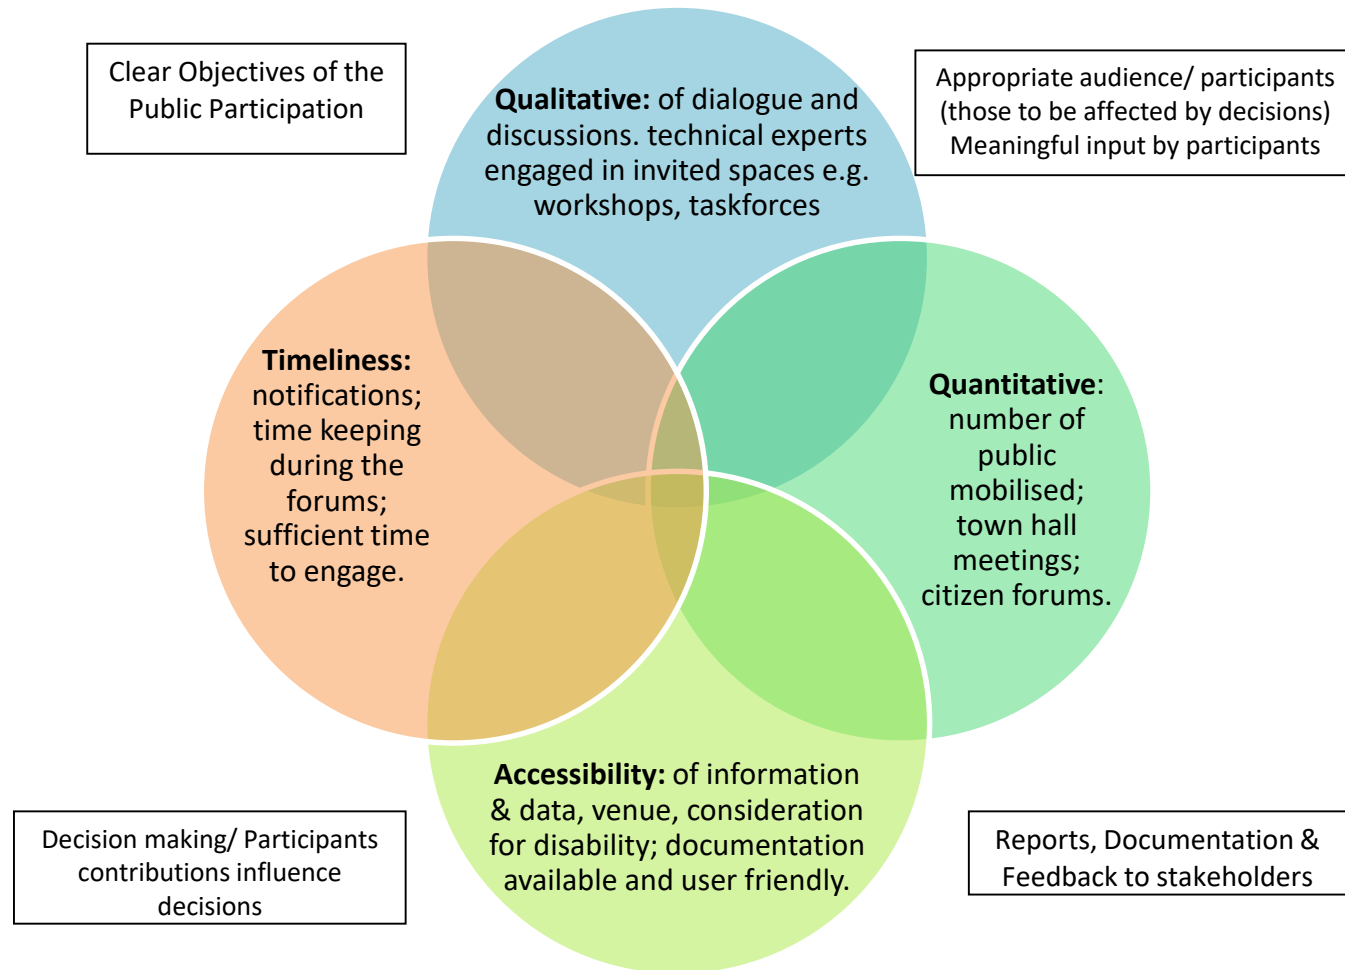 Clear Objectives of the
Public Participation
Qualitative: of dialogue and
discussions. technical experts
engaged in invited spaces e.g.
workshops, taskforces
Appropriate audience/ participants
(those to be affected by decisions)
Meaningful input by participants
Timeliness:
notifications;
time keeping
during the
forums;
sufficient time
to engage.
Quantitative:
number of
public
mobilised;
town hall
meetings;
citizen forums.
Accessibility: of information
& data, venue, consideration
for disability; documentation
available and user friendly.
Decision making/ Participants
contributions influence
decisions
Reports, Documentation &
Feedback to stakeholders